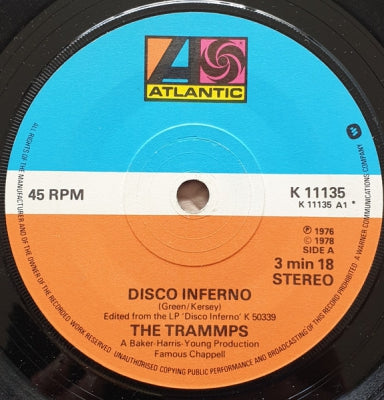 ATLANTIC
45 RPM
K 11135
K 11135 A1 *
℗ 1976
© 1978
SIDE A
3 min 18
STEREO
DISCO INFERNO
(Green/Kersey)
Edited from the LP 'Disco Inferno' K 50339
THE TRAMMPS
A Baker-Harris-Young Production
Famous Chappell
ALL RIGHTS OF THE MANUFACTURER AND OF THE OWNER OF THE RECORDED WORK RESERVED. UNAUTHORISED COPYING PUBLIC PERFORMANCE AND BROADCASTING OF THIS RECORD PROHIBITED. A WARNER COMMUNICATIONS COMPANY